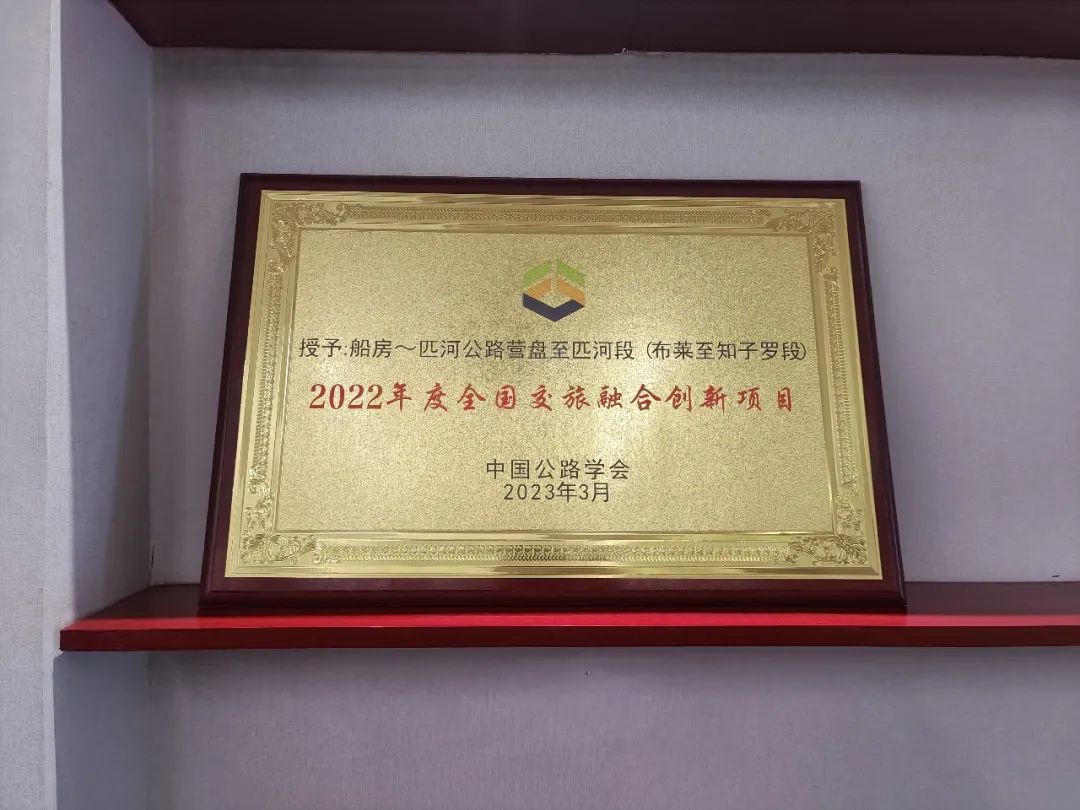 授予:船房～匹河公路营盘至匹河段 (布莱至知子罗段)
2022年度全国交旅融合创新项目
中国公路学会
2023年3月